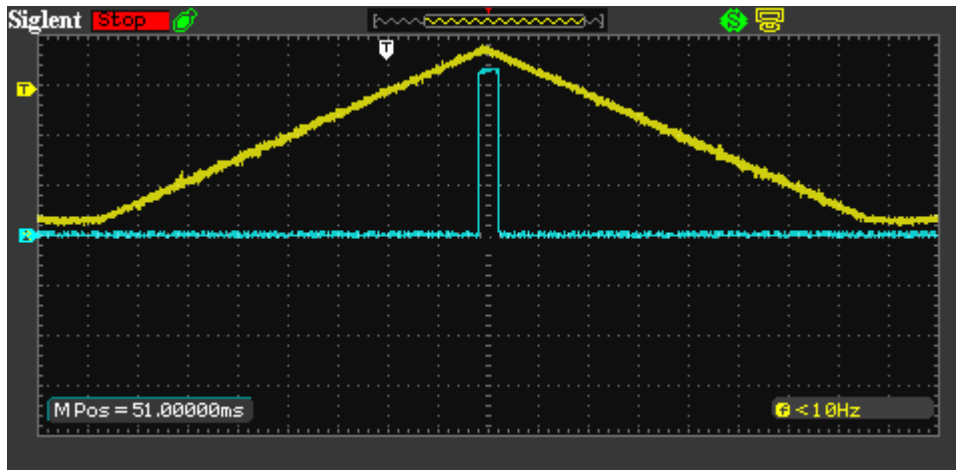 Siglent Stop
T
S
T
M Pos = 51.00000ms
f <10Hz